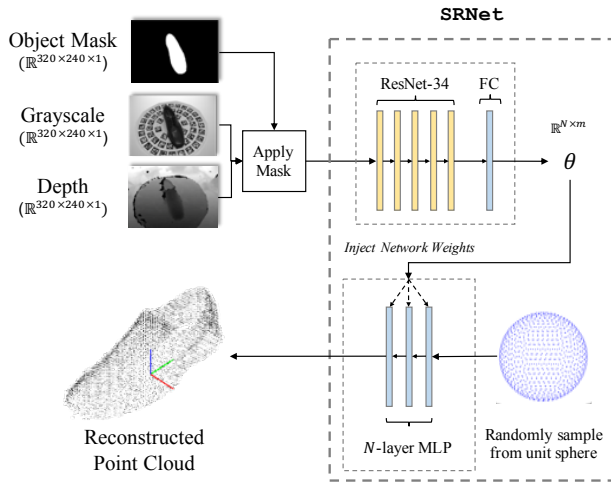 SRNet
Object Mask
(ℝ^{320×240×1})
Grayscale
(ℝ^{320×240×1})
Depth
(ℝ^{320×240×1})
Apply
Mask
ResNet-34
FC
ℝ^{N×m}
θ
Inject Network Weights
N-layer MLP
Randomly sample
from unit sphere
Reconstructed
Point Cloud